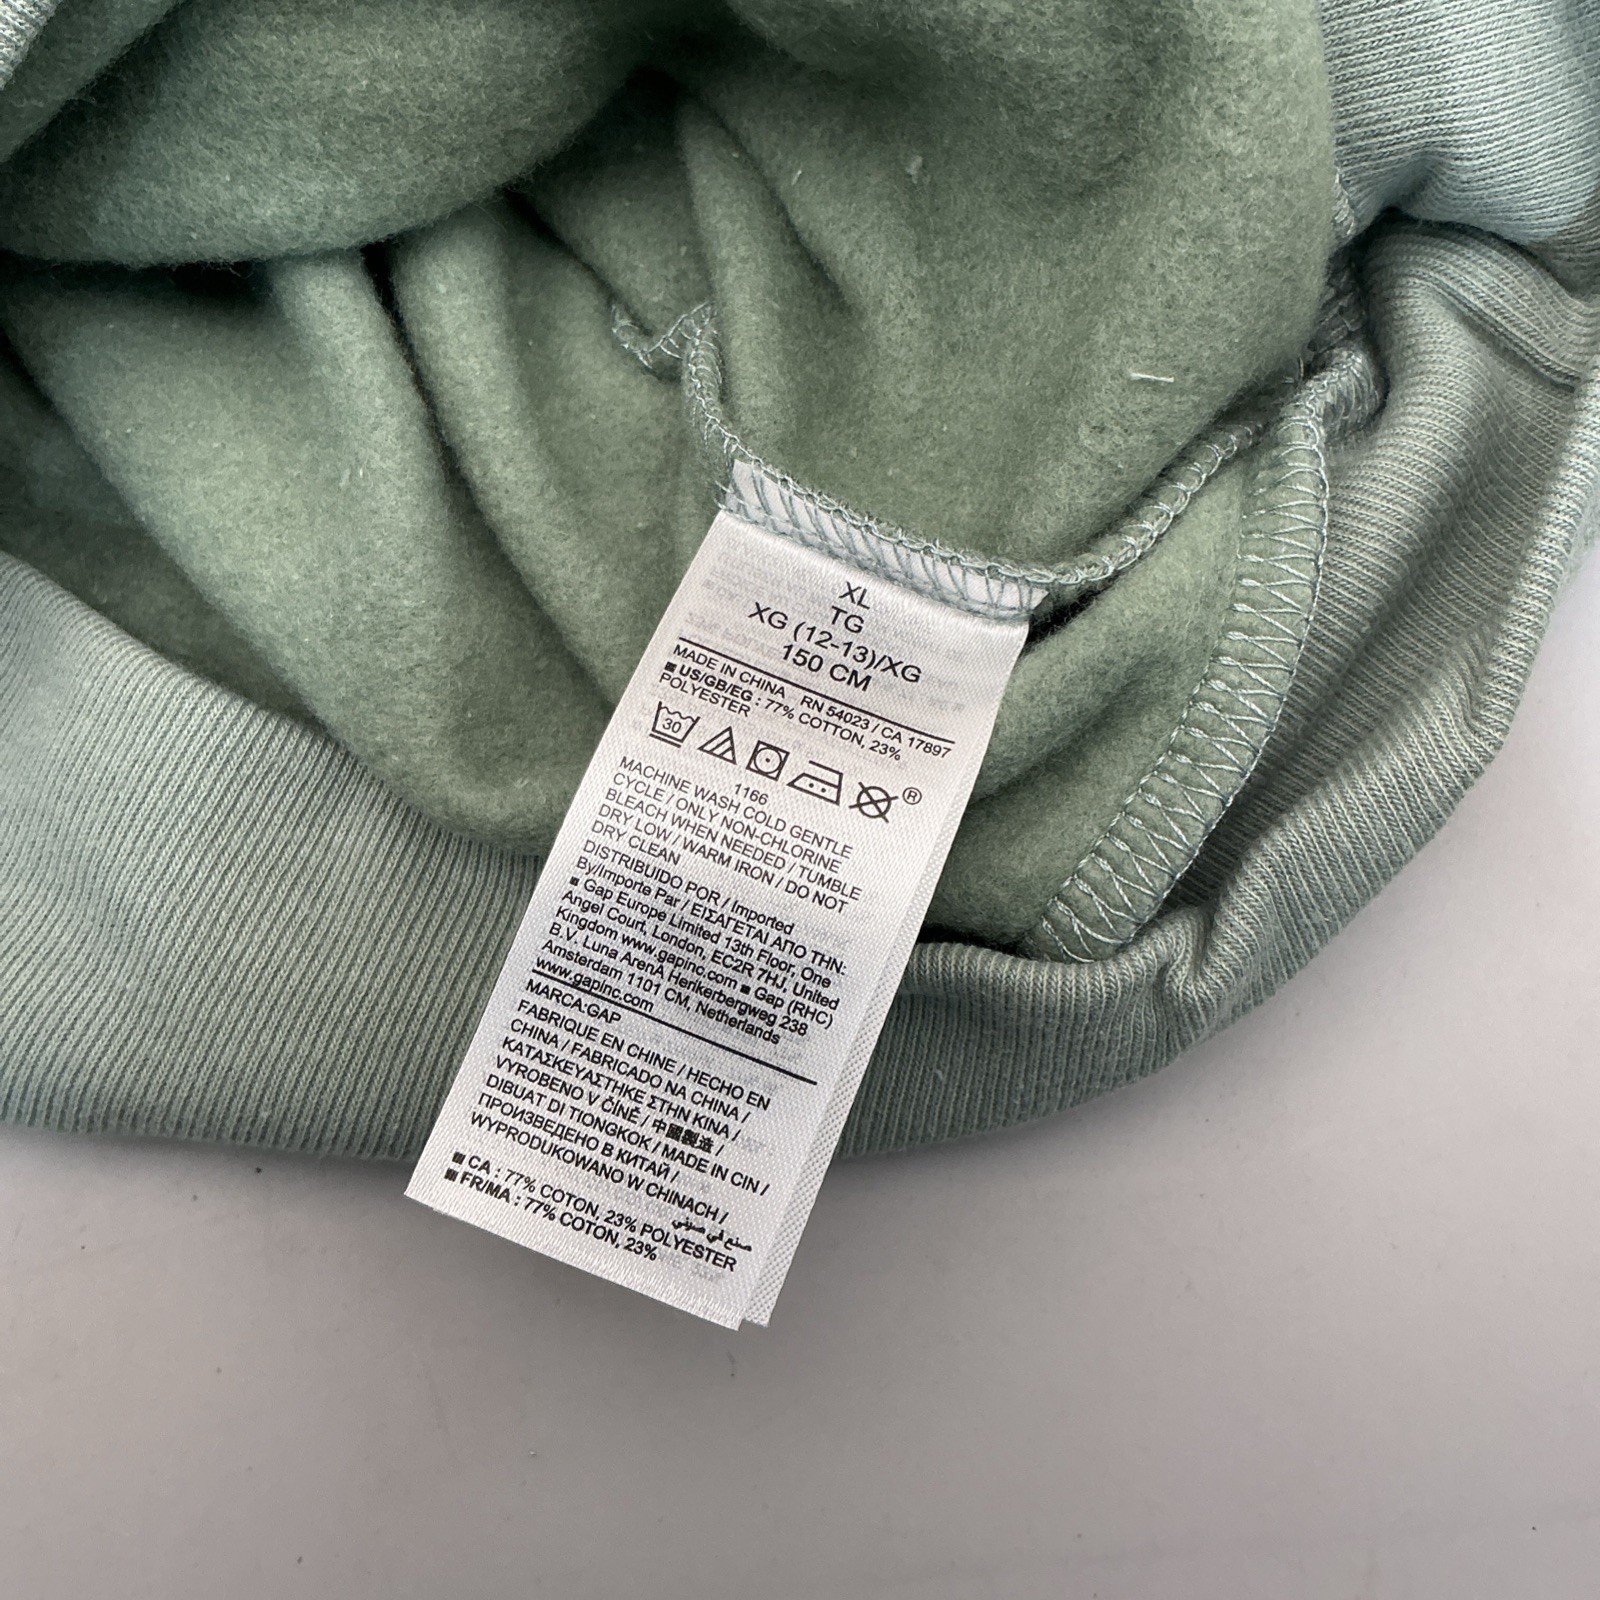 XL
TG
XG (12-13)/XG
150 CM
MADE IN CHINA RN 54023 / CA 17897
■ US/GB/EG : 77% COTTON, 23%
POLYESTER
30
®
1166
MACHINE WASH COLD GENTLE
CYCLE / ONLY NON-CHLORINE
BLEACH WHEN NEEDED / TUMBLE
DRY LOW / WARM IRON / DO NOT
DRY CLEAN
DISTRIBUIDO POR / Imported
By/Importe Par / ΕΙΣΑΓΕΤΑΙ ΑΠΟ ΤΗΝ:
■ Gap Europe Limited 13th Floor, One
Angel Court, London, EC2R 7HJ, United
Kingdom www.gapinc.com ■ Gap (RHC)
B.V. Luna ArenA Herikerbergweg 238
Amsterdam 1101 CM, Netherlands
www.gapinc.com
MARCA:GAP
FABRIQUE EN CHINE / HECHO EN
CHINA / FABRICADO NA CHINA /
ΚΑΤΑΣΚΕΥΑΣΤΗΚΕ ΣΤΗΝ ΚΙΝΑ /
VYROBENO V ČÍNĚ / 中國製造 /
DIBUAT DI TIONGKOK / MADE IN CIN /
ПРОИЗВЕДЕНО В КИТАЙ /
WYPRODUKOWANO W CHINACH /
صنع في صيني
■ CA : 77% COTON, 23% POLYESTER
■ FR/MA : 77% COTON, 23%